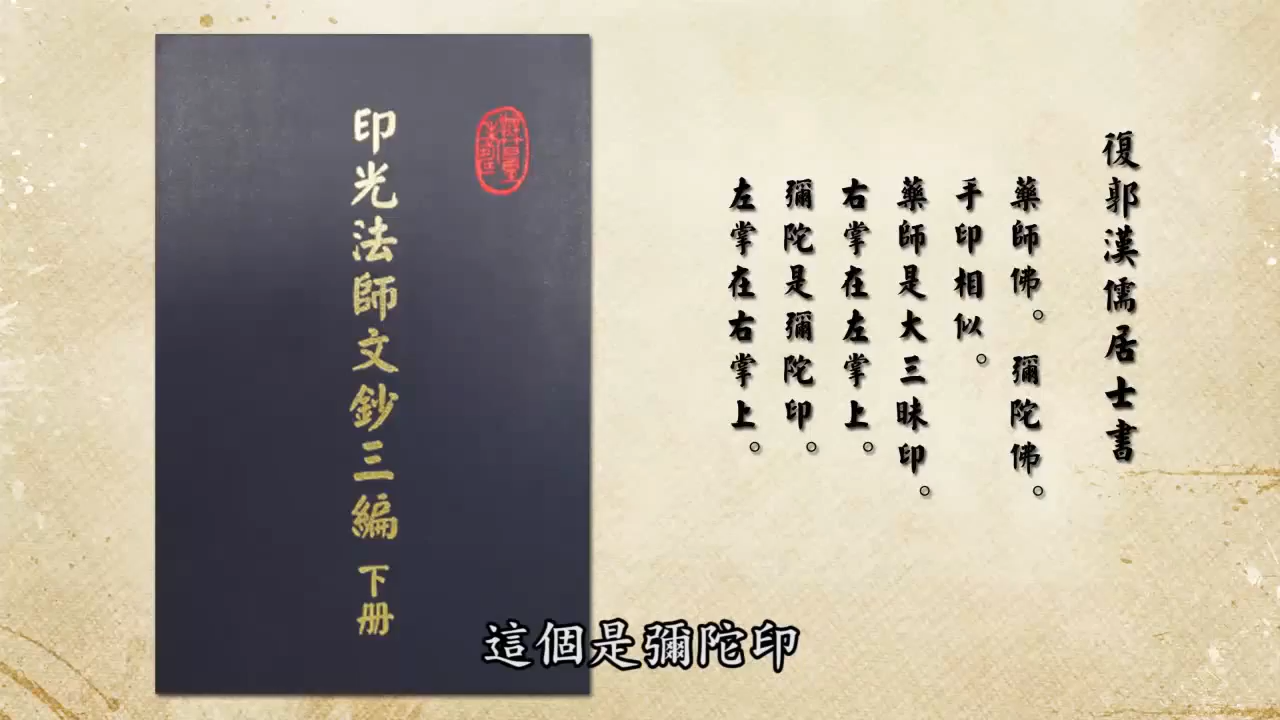 印光法師文鈔三編 下册
復郭漢儒居士書
藥師佛。彌陀佛。
手印相似。
藥師是大三昧印。
右掌在左掌上。
彌陀是彌陀印。
左掌在右掌上。
這個是彌陀印